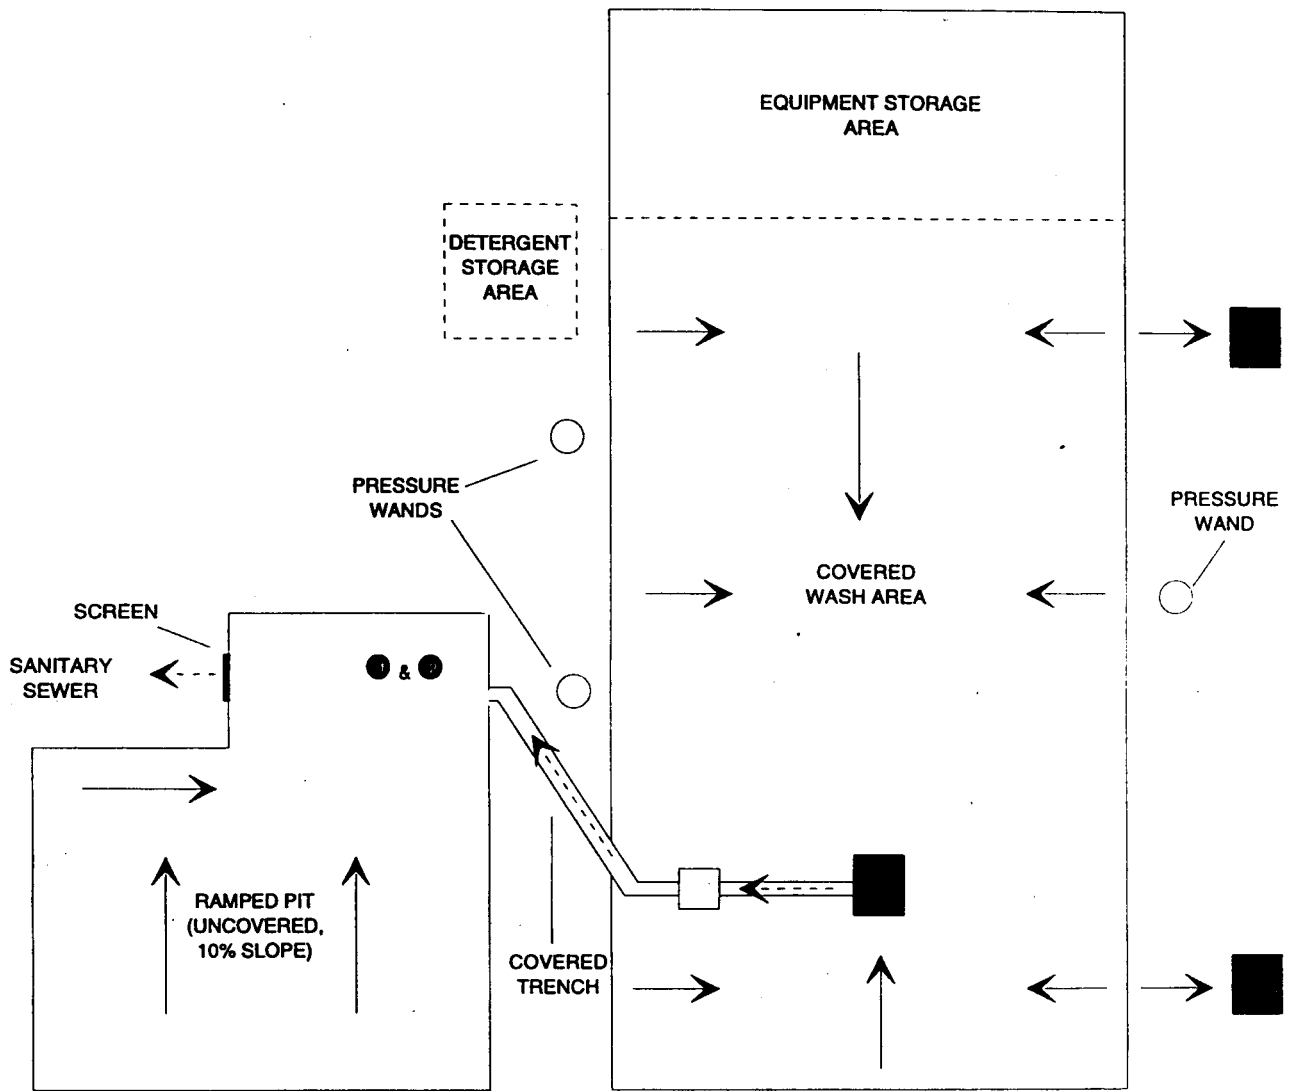 EQUIPMENT STORAGE
AREA
DETERGENT
STORAGE
AREA
PRESSURE
WANDS
PRESSURE
WAND
COVERED
WASH AREA
SCREEN
SANITARY
SEWER
&
RAMPED PIT
(UNCOVERED,
10% SLOPE)
COVERED
TRENCH